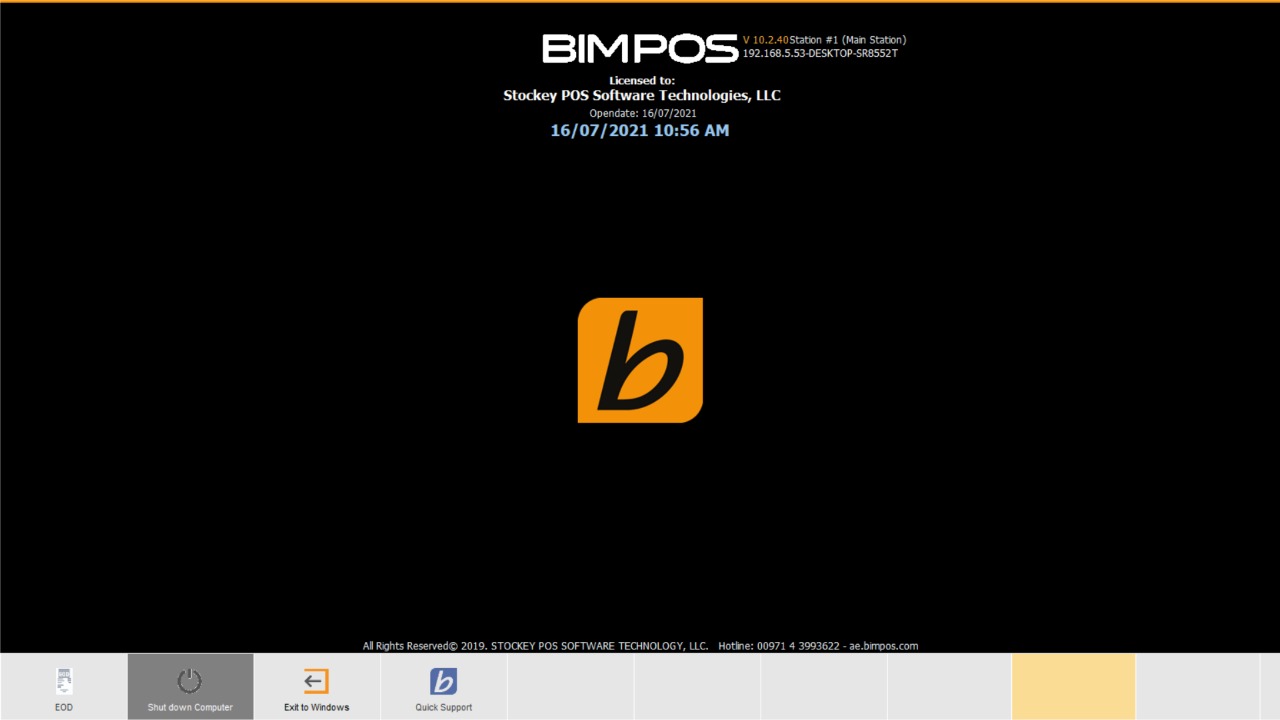 BIMPOS V 10.2.40 Station #1 (Main Station)
192.168.5.53-DESKTOP-SR8552T
Licensed to:
Stockey POS Software Technologies, LLC
Opendate: 16/07/2021
16/07/2021 10:56 AM
b
All Rights Reserved© 2019. STOCKEY POS SOFTWARE TECHNOLOGY, LLC. Hotline: 00971 4 3993622 - ae.bimpos.com
EOD
Shut down Computer
Exit to Windows
b
Quick Support